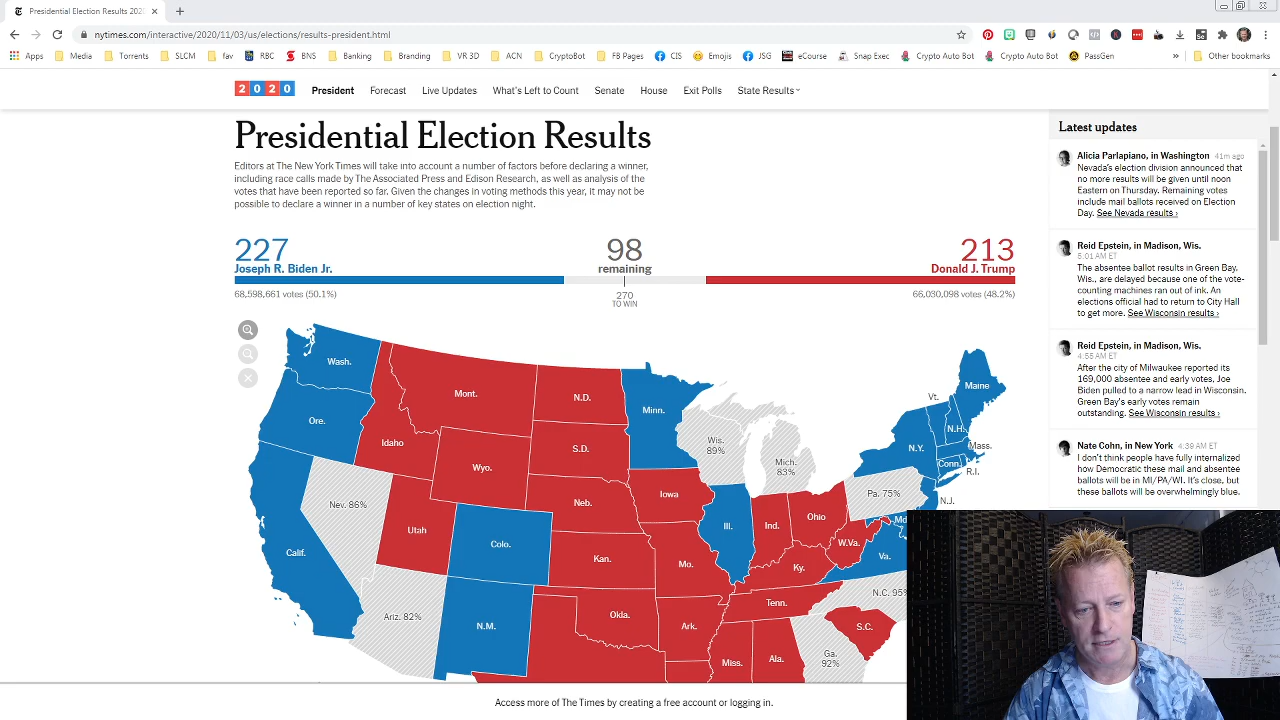 Presidential Election Results 202
nytimes.com/interactive/2020/11/03/us/elections/results-president.html
Apps Media Torrents SLCM fav RBC BNS Banking Branding VR 3D ACN CryptoBot FB Pages CIS Emojis JSG eCourse Snap Exec Crypto Auto Bot Crypto Auto Bot PassGen » Other bookmarks
2020 President Forecast Live Updates What's Left to Count Senate House Exit Polls State Results
Presidential Election Results
Editors at The New York Times will take into account a number of factors before declaring a winner,
including race calls made by The Associated Press and Edison Research, as well as analysis of the
votes that have been reported so far. Given the changes in voting methods this year, it may not be
possible to declare a winner in a number of key states on election night.
227 98 213
Joseph R. Biden Jr. remaining Donald J. Trump
68,598,661 votes (50.1%) 270 66,030,098 votes (48.2%)
TO WIN
Wash.
Mont.
N.D.
Minn.
Maine
Vt.
Ore.
Idaho
S.D.
Wis.
89%
N.H.
N.Y.
Mass.
Wyo.
Mich.
83%
Conn.
R.I.
Nev. 86%
Neb.
Iowa
Pa. 75%
N.J.
Utah
Colo.
Ill.
Ind.
Ohio
Md
Calif.
Kan.
Mo.
W.Va.
Va.
Ky.
Ariz. 82%
N.M.
Okla.
Ark.
Tenn.
N.C. 95%
S.C.
Miss.
Ala.
Ga.
92%
Latest updates
Alicia Parlapiano, in Washington 41m ago
Nevada's election division announced that
no more results will be given until noon
Eastern on Thursday. Remaining votes
include mail ballots received on Election
Day. See Nevada results ›
Reid Epstein, in Madison, Wis.
5:01 AM ET
The absentee ballot results in Green Bay,
Wis., are delayed because one of the vote-
counting machines ran out of ink. An
elections official had to return to City Hall
to get more. See Wisconsin results ›
Reid Epstein, in Madison, Wis.
4:55 AM ET
After the city of Milwaukee reported its
169,000 absentee and early votes, Joe
Biden pulled to a narrow lead in Wisconsin.
Green Bay's early votes remain
outstanding. See Wisconsin results ›
Nate Cohn, in New York 4:39 AM ET
I don't think people have fully internalized
how Democratic these mail and absentee
ballots will be in MI/PA/WI. It's close, but
these ballots will be overwhelmingly blue.
Access more of The Times by creating a free account or logging in.